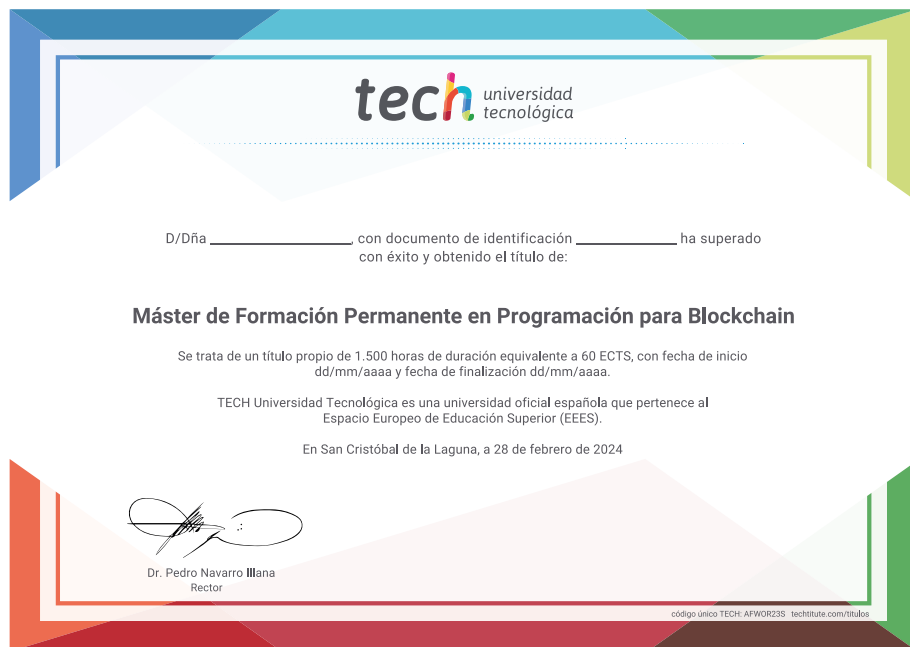 tech universidad
tecnológica
D/Dña ____________________, con documento de identificación ______________ ha superado
con éxito y obtenido el título de:
Máster de Formación Permanente en Programación para Blockchain
Se trata de un título propio de 1.500 horas de duración equivalente a 60 ECTS, con fecha de inicio
dd/mm/aaaa y fecha de finalización dd/mm/aaaa.
TECH Universidad Tecnológica es una universidad oficial española que pertenece al
Espacio Europeo de Educación Superior (EEES).
En San Cristóbal de la Laguna, a 28 de febrero de 2024
Dr. Pedro Navarro Illana
Rector
código único TECH: AFWOR23S techtitute.com/titulos